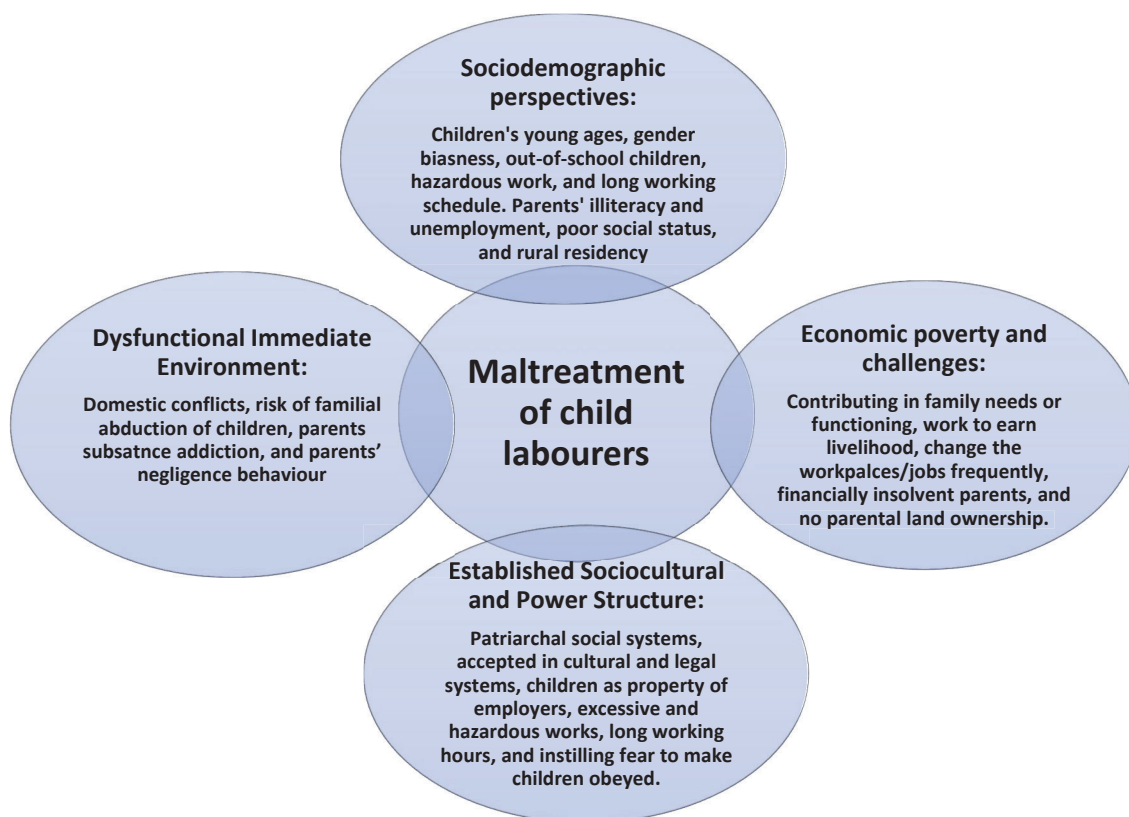 Sociodemographic
perspectives:
Children's young ages, gender
biasness, out-of-school children,
hazardous work, and long working
schedule. Parents' illiteracy and
unemployment, poor social status,
and rural residency
Dysfunctional Immediate
Environment:
Domestic conflicts, risk of familial
abduction of children, parents
subsatnce addiction, and parents’
negligence behaviour
Maltreatment
of child
labourers
Economic poverty and
challenges:
Contributing in family needs or
functioning, work to earn
livelihood, change the
workpalces/jobs frequently,
financially insolvent parents, and
no parental land ownership.
Established Sociocultural
and Power Structure:
Patriarchal social systems,
accepted in cultural and legal
systems, children as property of
employers, excessive and
hazardous works, long working
hours, and instilling fear to make
children obeyed.